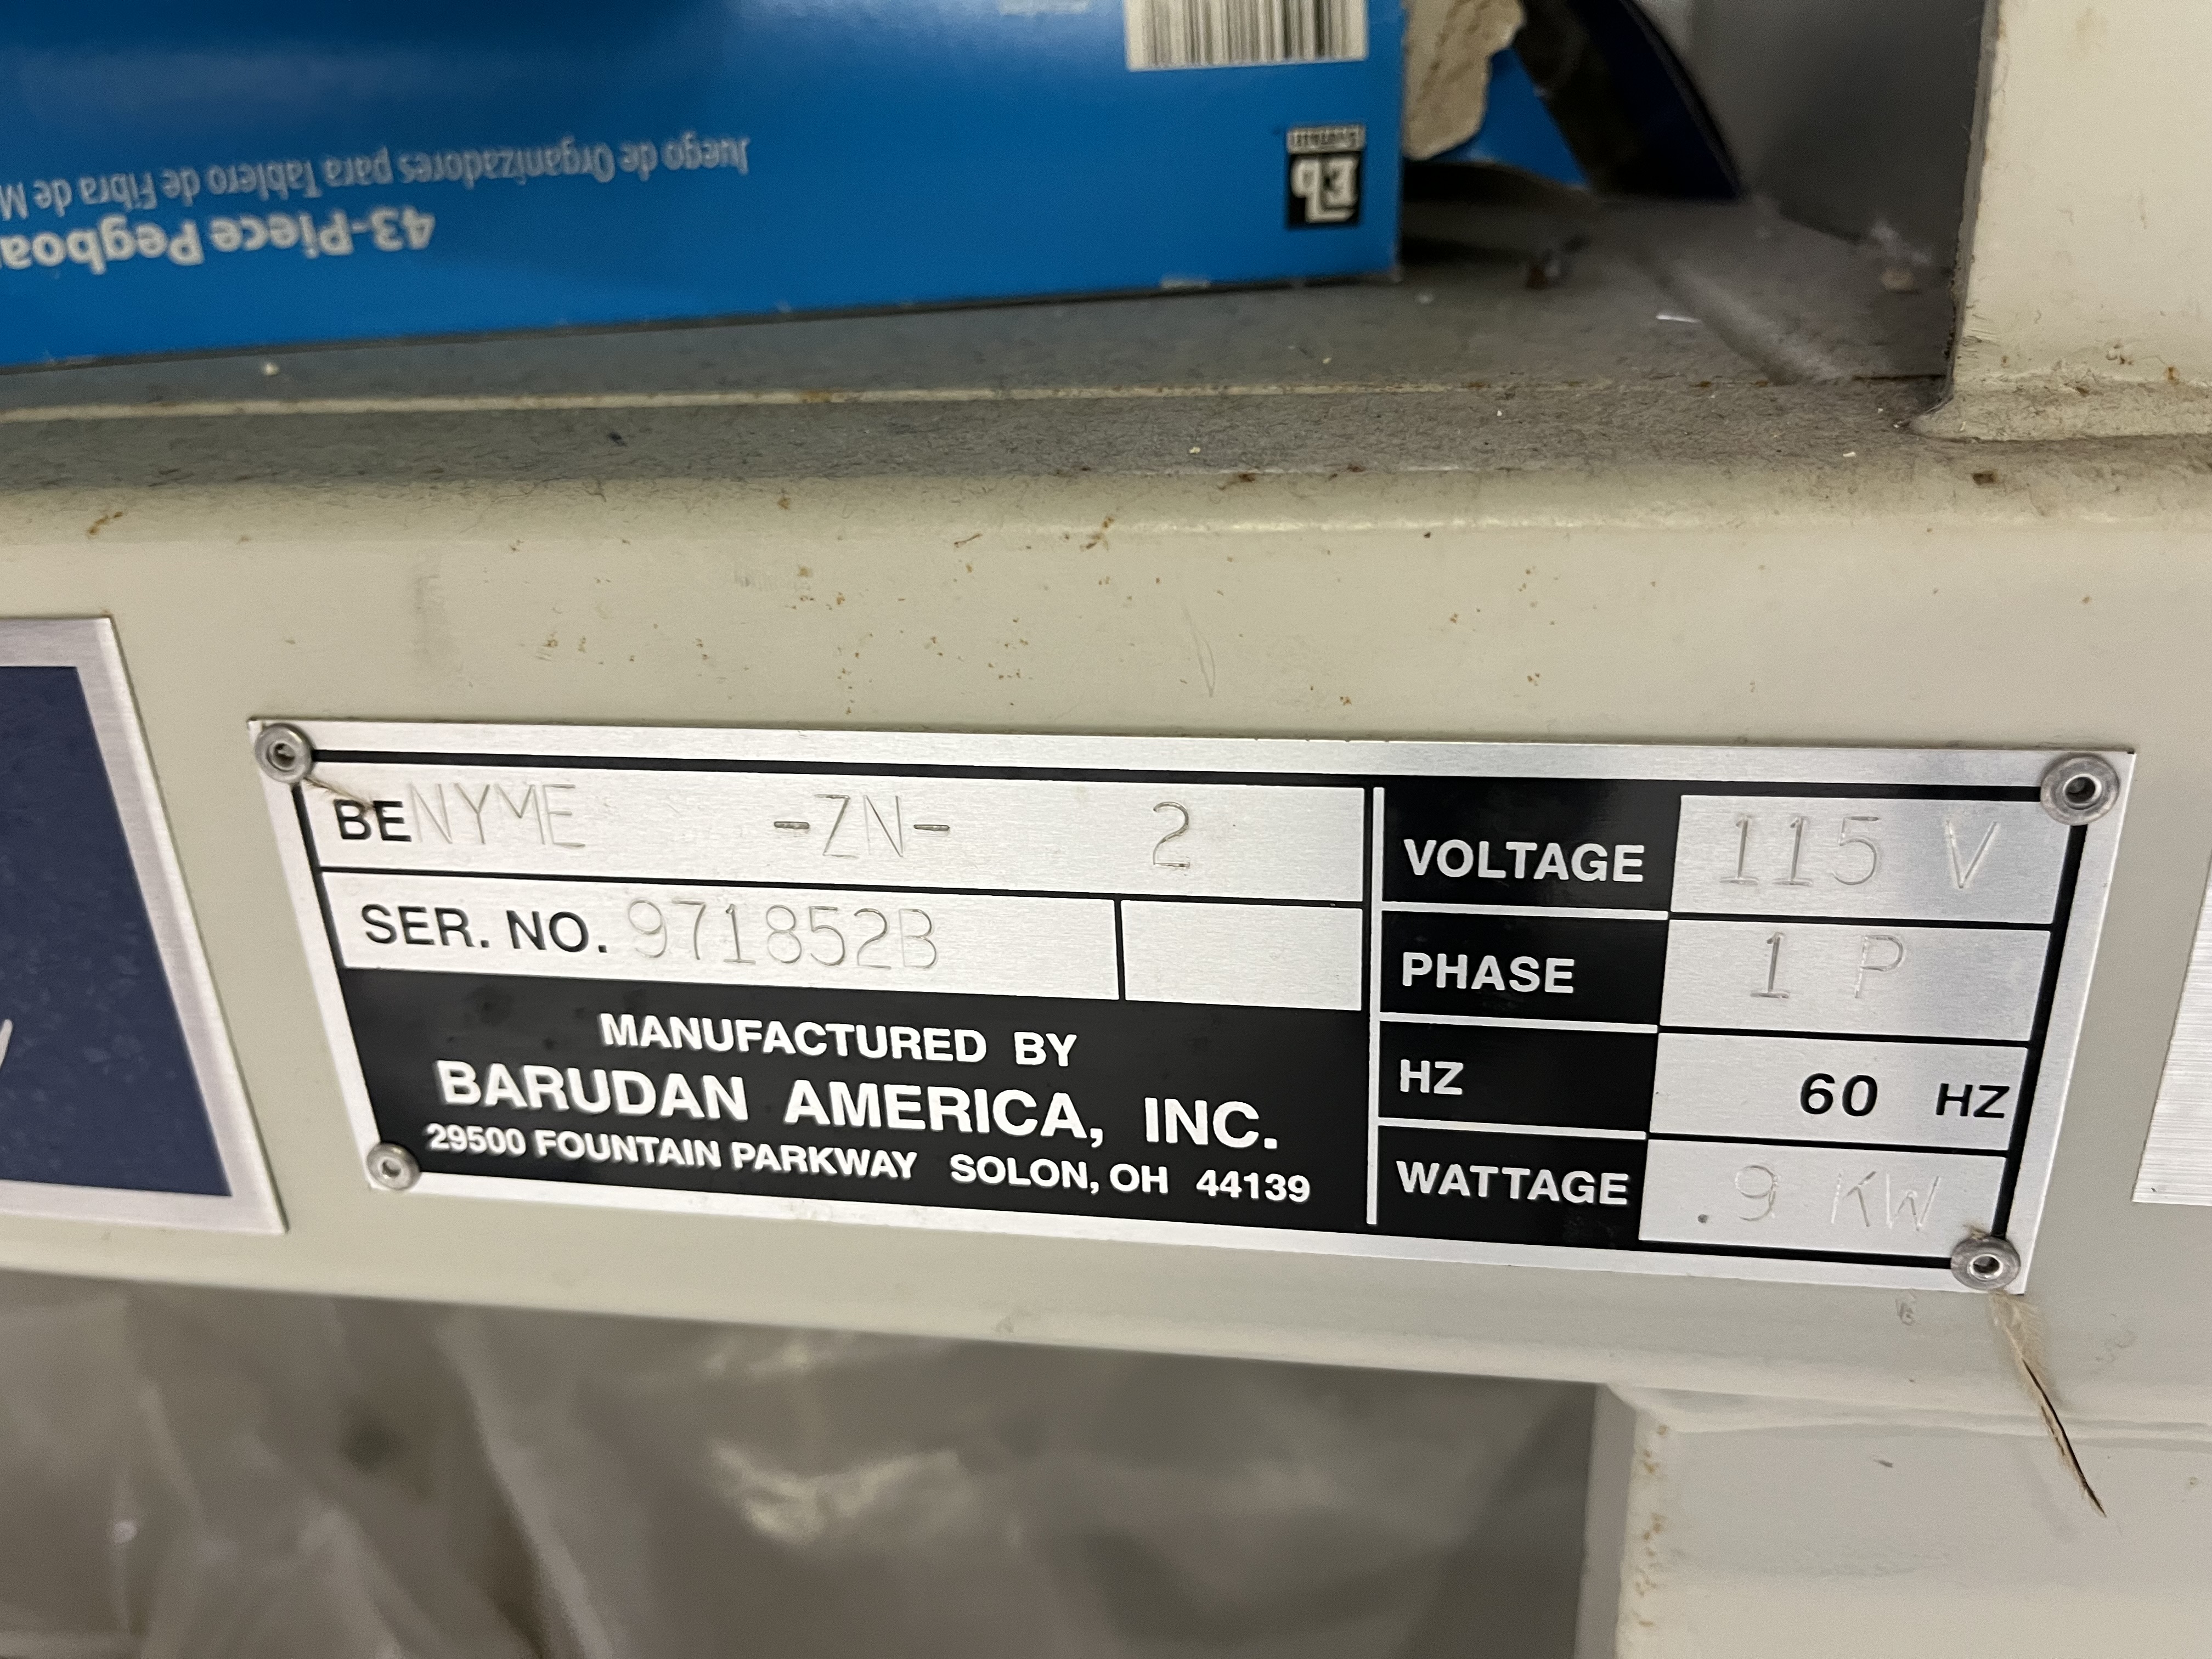 Juego de Organizadores para Tablero de Fibra de M
43-Piece Pegboa
BENYME -ZN- 2
SER. NO. 971852B
MANUFACTURED BY
BARUDAN AMERICA, INC.
29500 FOUNTAIN PARKWAY SOLON, OH 44139
VOLTAGE 115 V
PHASE 1 P
HZ 60 HZ
WATTAGE .9 KW